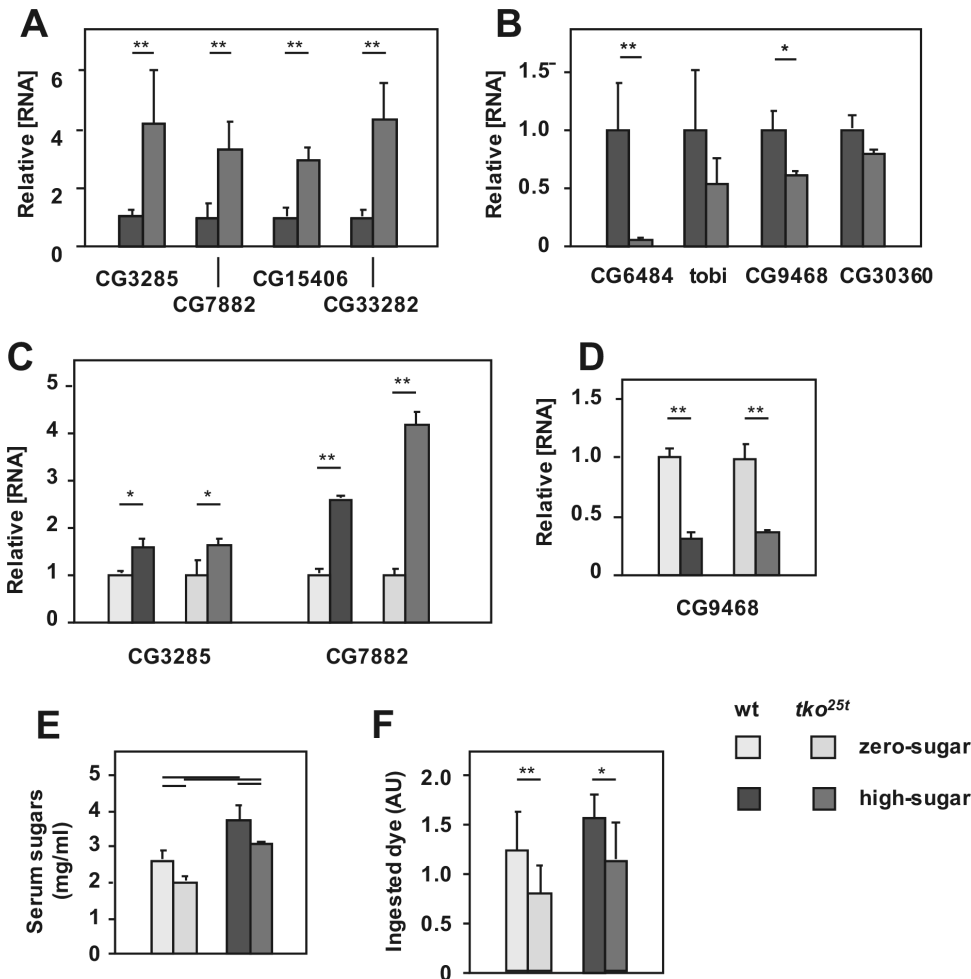 A
Relative [RNA]
6
4
2
0
** ** ** **
CG3285
CG7882
CG15406
CG33282
B
Relative [RNA]
1.5
1.0
0.5
0
** *
CG6484 tobi CG9468 CG30360
C
Relative [RNA]
5
4
3
2
1
0
* * ** **
CG3285 CG7882
D
Relative [RNA]
1.5
1.0
0.5
0
** **
CG9468
E
Serum sugars
(mg/ml)
5
4
3
2
1
0
F
Ingested dye (AU)
2.0
1.5
1.0
0.5
0
** *
wt tko25t
zero-sugar
high-sugar